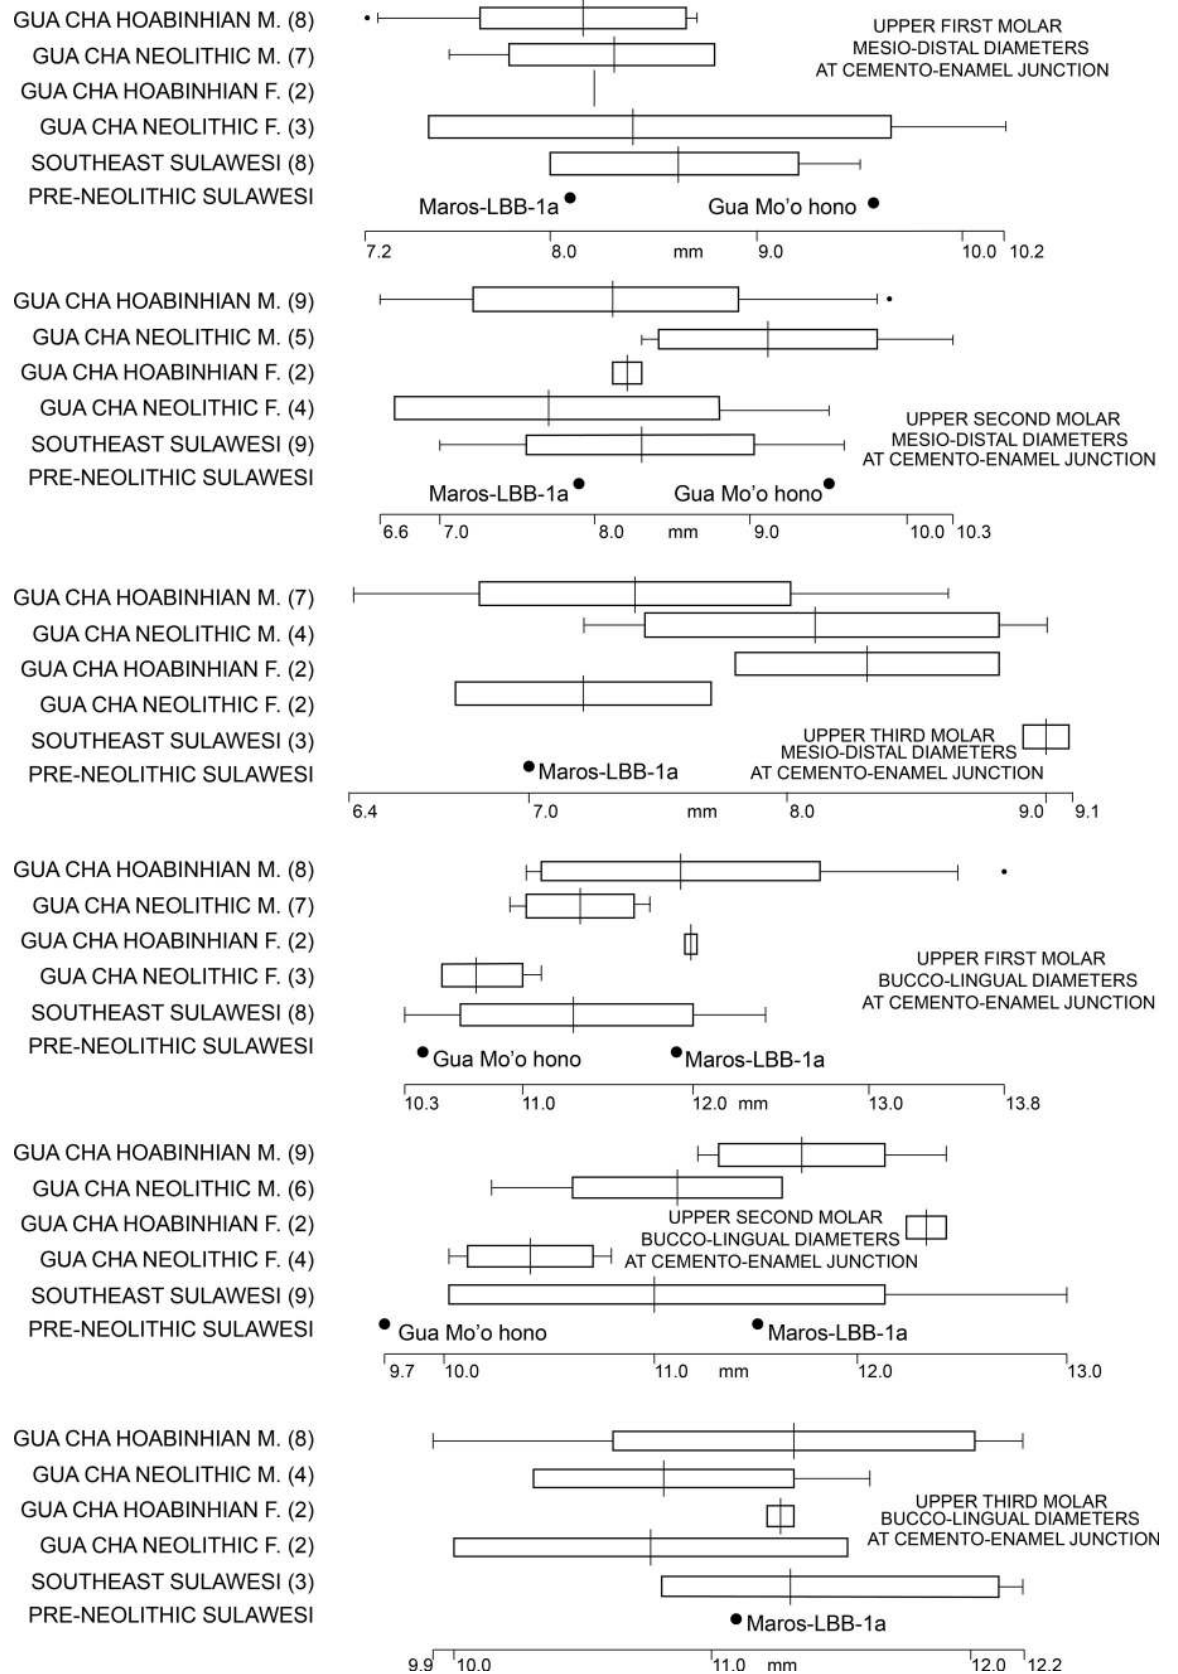 GUA CHA HOABINHIAN M. (8)
GUA CHA NEOLITHIC M. (7)
GUA CHA HOABINHIAN F. (2)
GUA CHA NEOLITHIC F. (3)
SOUTHEAST SULAWESI (8)
PRE-NEOLITHIC SULAWESI
UPPER FIRST MOLAR
MESIO-DISTAL DIAMETERS
AT CEMENTO-ENAMEL JUNCTION
Maros-LBB-1a Gua Mo'o hono
7.2 8.0 mm 9.0 10.0 10.2
GUA CHA HOABINHIAN M. (9)
GUA CHA NEOLITHIC M. (5)
GUA CHA HOABINHIAN F. (2)
GUA CHA NEOLITHIC F. (4)
SOUTHEAST SULAWESI (9)
PRE-NEOLITHIC SULAWESI
UPPER SECOND MOLAR
MESIO-DISTAL DIAMETERS
AT CEMENTO-ENAMEL JUNCTION
Maros-LBB-1a Gua Mo'o hono
6.6 7.0 8.0 mm 9.0 10.0 10.3
GUA CHA HOABINHIAN M. (7)
GUA CHA NEOLITHIC M. (4)
GUA CHA HOABINHIAN F. (2)
GUA CHA NEOLITHIC F. (2)
SOUTHEAST SULAWESI (3)
PRE-NEOLITHIC SULAWESI
UPPER THIRD MOLAR
MESIO-DISTAL DIAMETERS
AT CEMENTO-ENAMEL JUNCTION
Maros-LBB-1a
6.4 7.0 mm 8.0 9.0 9.1
GUA CHA HOABINHIAN M. (8)
GUA CHA NEOLITHIC M. (7)
GUA CHA HOABINHIAN F. (2)
GUA CHA NEOLITHIC F. (3)
SOUTHEAST SULAWESI (8)
PRE-NEOLITHIC SULAWESI
UPPER FIRST MOLAR
BUCCO-LINGUAL DIAMETERS
AT CEMENTO-ENAMEL JUNCTION
Gua Mo'o hono Maros-LBB-1a
10.3 11.0 12.0 mm 13.0 13.8
GUA CHA HOABINHIAN M. (9)
GUA CHA NEOLITHIC M. (6)
GUA CHA HOABINHIAN F. (2)
GUA CHA NEOLITHIC F. (4)
SOUTHEAST SULAWESI (9)
PRE-NEOLITHIC SULAWESI
UPPER SECOND MOLAR
BUCCO-LINGUAL DIAMETERS
AT CEMENTO-ENAMEL JUNCTION
Gua Mo'o hono Maros-LBB-1a
9.7 10.0 11.0 mm 12.0 13.0
GUA CHA HOABINHIAN M. (8)
GUA CHA NEOLITHIC M. (4)
GUA CHA HOABINHIAN F. (2)
GUA CHA NEOLITHIC F. (2)
SOUTHEAST SULAWESI (3)
PRE-NEOLITHIC SULAWESI
UPPER THIRD MOLAR
BUCCO-LINGUAL DIAMETERS
AT CEMENTO-ENAMEL JUNCTION
Maros-LBB-1a
9.9 10.0 11.0 mm 12.0 12.2